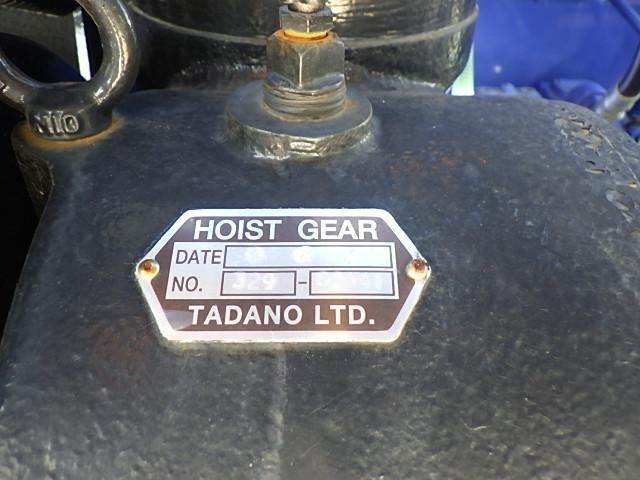 HOIST GEAR
DATE
NO. 329 -
TADANO LTD.